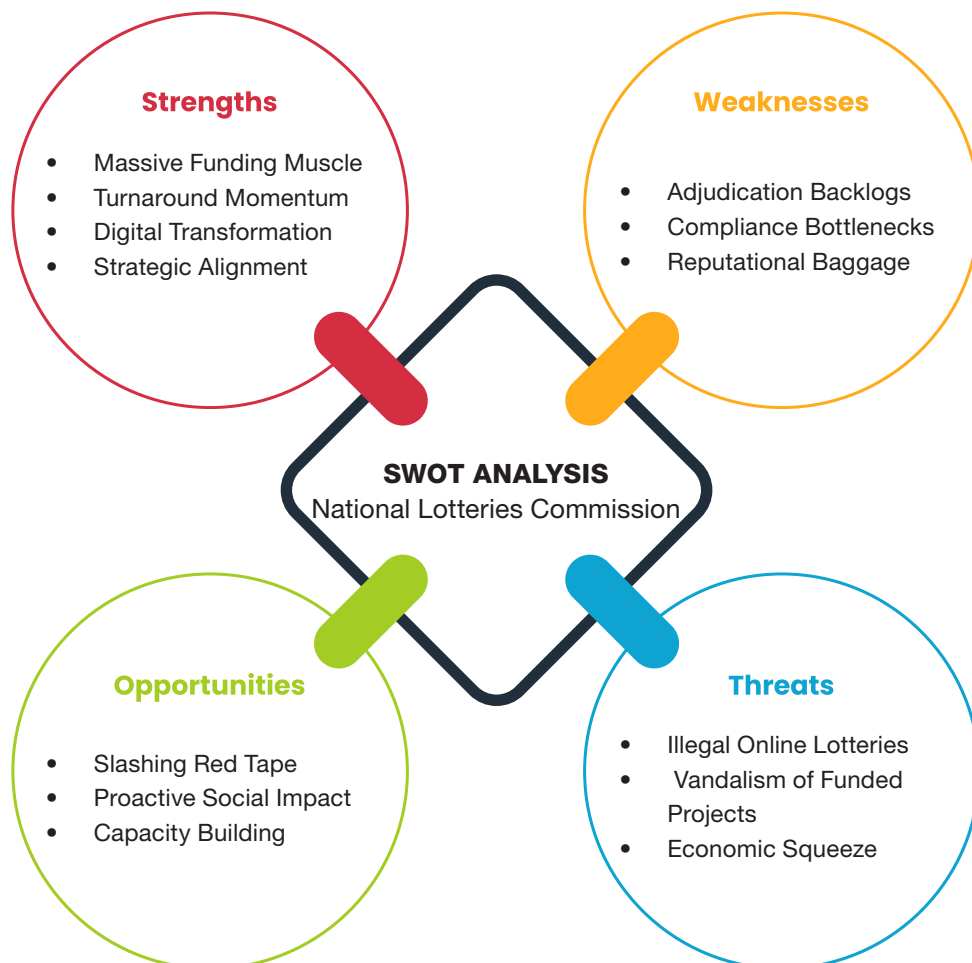 Strengths
• Massive Funding Muscle
• Turnaround Momentum
• Digital Transformation
• Strategic Alignment
Weaknesses
• Adjudication Backlogs
• Compliance Bottlenecks
• Reputational Baggage
SWOT ANALYSIS
National Lotteries Commission
Opportunities
• Slashing Red Tape
• Proactive Social Impact
• Capacity Building
Threats
• Illegal Online Lotteries
• Vandalism of Funded
Projects
• Economic Squeeze